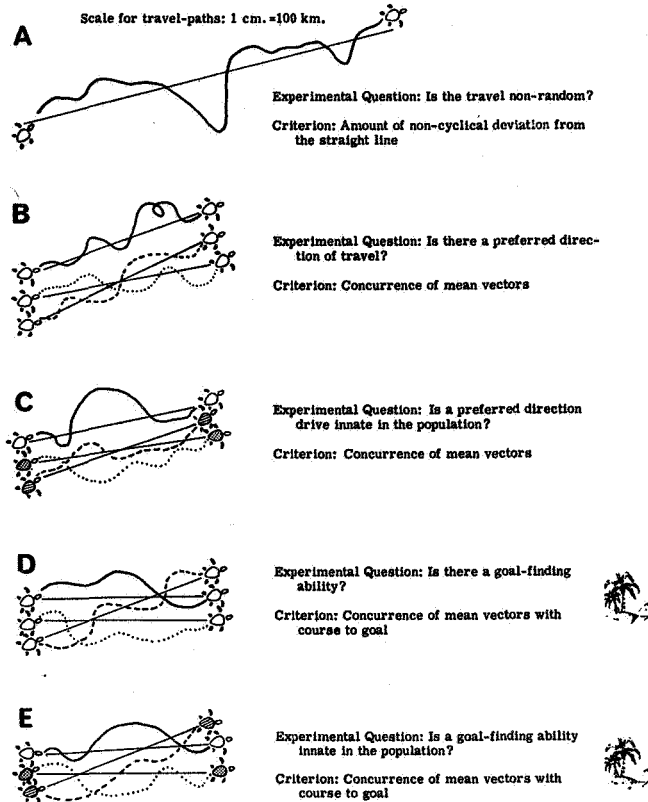 Scale for travel-paths: 1 cm.=100 km.
A
Experimental Question: Is the travel non-random?
Criterion: Amount of non-cyclical deviation from
the straight line
B
Experimental Question: Is there a preferred direc-
tion of travel?
Criterion: Concurrence of mean vectors
C
Experimental Question: Is a preferred direction
drive innate in the population?
Criterion: Concurrence of mean vectors
D
Experimental Question: Is there a goal-finding
ability?
Criterion: Concurrence of mean vectors with
course to goal
E
Experimental Question: Is a goal-finding ability
innate in the population?
Criterion: Concurrence of mean vectors with
course to goal